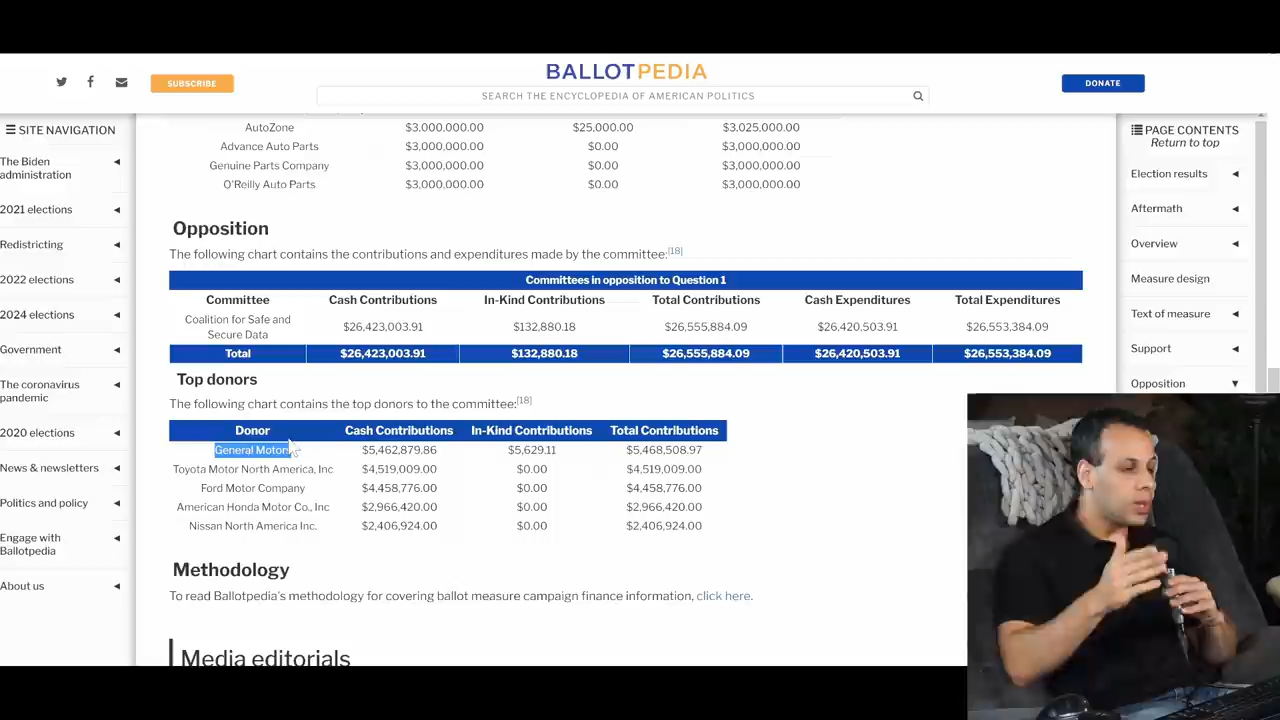 BALLOTPEDIA
SUBSCRIBE
SEARCH THE ENCYCLOPEDIA OF AMERICAN POLITICS
DONATE
SITE NAVIGATION
The Biden
administration
2021 elections
Redistricting
2022 elections
2024 elections
Government
The coronavirus
pandemic
2020 elections
News & newsletters
Politics and policy
Engage with
Ballotpedia
About us
AutoZone $3,000,000.00 $25,000.00 $3,025,000.00
Advance Auto Parts $3,000,000.00 $0.00 $3,000,000.00
Genuine Parts Company $3,000,000.00 $0.00 $3,000,000.00
O'Reilly Auto Parts $3,000,000.00 $0.00 $3,000,000.00
Opposition
The following chart contains the contributions and expenditures made by the committee:[18]
Committees in opposition to Question 1
Committee Cash Contributions In-Kind Contributions Total Contributions Cash Expenditures Total Expenditures
Coalition for Safe and
Secure Data $26,423,003.91 $132,880.18 $26,555,884.09 $26,420,503.91 $26,553,384.09
Total $26,423,003.91 $132,880.18 $26,555,884.09 $26,420,503.91 $26,553,384.09
Top donors
The following chart contains the top donors to the committee:[18]
Donor Cash Contributions In-Kind Contributions Total Contributions
General Motors $5,462,879.86 $5,629.11 $5,468,508.97
Toyota Motor North America, Inc $4,519,009.00 $0.00 $4,519,009.00
Ford Motor Company $4,458,776.00 $0.00 $4,458,776.00
American Honda Motor Co., Inc $2,966,420.00 $0.00 $2,966,420.00
Nissan North America Inc. $2,406,924.00 $0.00 $2,406,924.00
Methodology
To read Ballotpedia's methodology for covering ballot measure campaign finance information, click here.
Media editorials
PAGE CONTENTS
Return to top
Election results
Aftermath
Overview
Measure design
Text of measure
Support
Opposition